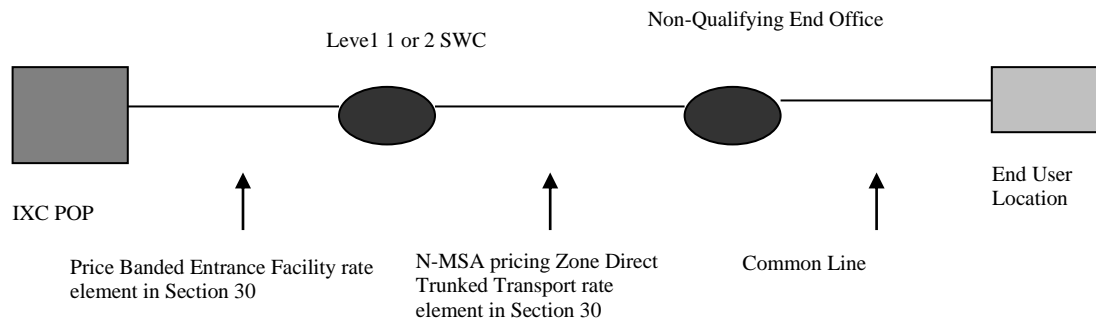 Non-Qualifying End Office
Level 1 or 2 SWC
End User
Location
IXC POP
Price Banded Entrance Facility rate
element in Section 30
N-MSA pricing Zone Direct
Trunked Transport rate
element in Section 30
Common Line